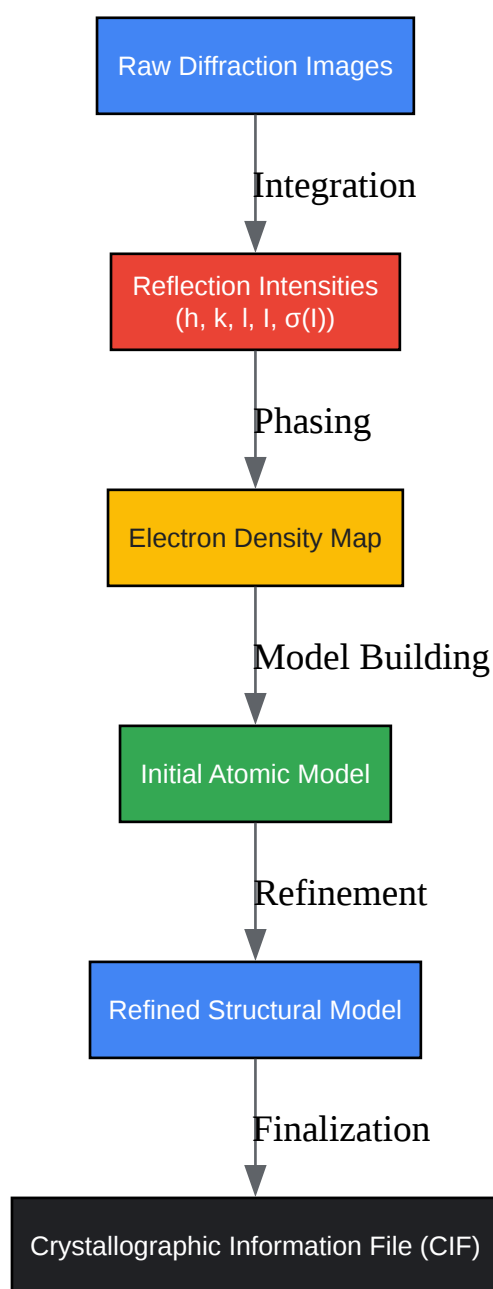 Raw Diffraction Images
Integration
Reflection Intensities
(h, k, l, I, σ(I))
Phasing
Electron Density Map
Model Building
Initial Atomic Model
Refinement
Refined Structural Model
Finalization
Crystallographic Information File (CIF)